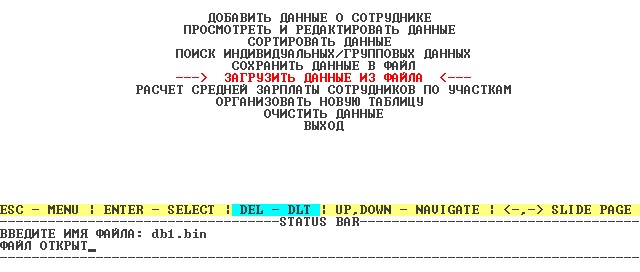 ДОБАВИТЬ ДАННЫЕ О СОТРУДНИКЕ
ПРОСМОТРЕТЬ И РЕДАКТИРОВАТЬ ДАННЫЕ
СОРТИРОВАТЬ ДАННЫЕ
ПОИСК ИНДИВИДУАЛЬНЫХ/ГРУППОВЫХ ДАННЫХ
СОХРАНИТЬ ДАННЫЕ В ФАЙЛ
---> ЗАГРУЗИТЬ ДАННЫЕ ИЗ ФАЙЛА <---
РАСЧЕТ СРЕДНЕЙ ЗАРПЛАТЫ СОТРУДНИКОВ ПО УЧАСТКАМ
ОРГАНИЗОВАТЬ НОВУЮ ТАБЛИЦУ
ОЧИСТИТЬ ДАННЫЕ
ВЫХОД
ESC - MENU ¦ ENTER - SELECT ¦ DEL - DLT ¦ UP,DOWN - NAVIGATE ¦ <-,-> SLIDE PAGE
STATUS BAR
ВВЕДИТЕ ИМЯ ФАЙЛА: db1.bin
ФАЙЛ ОТКРЫТ_